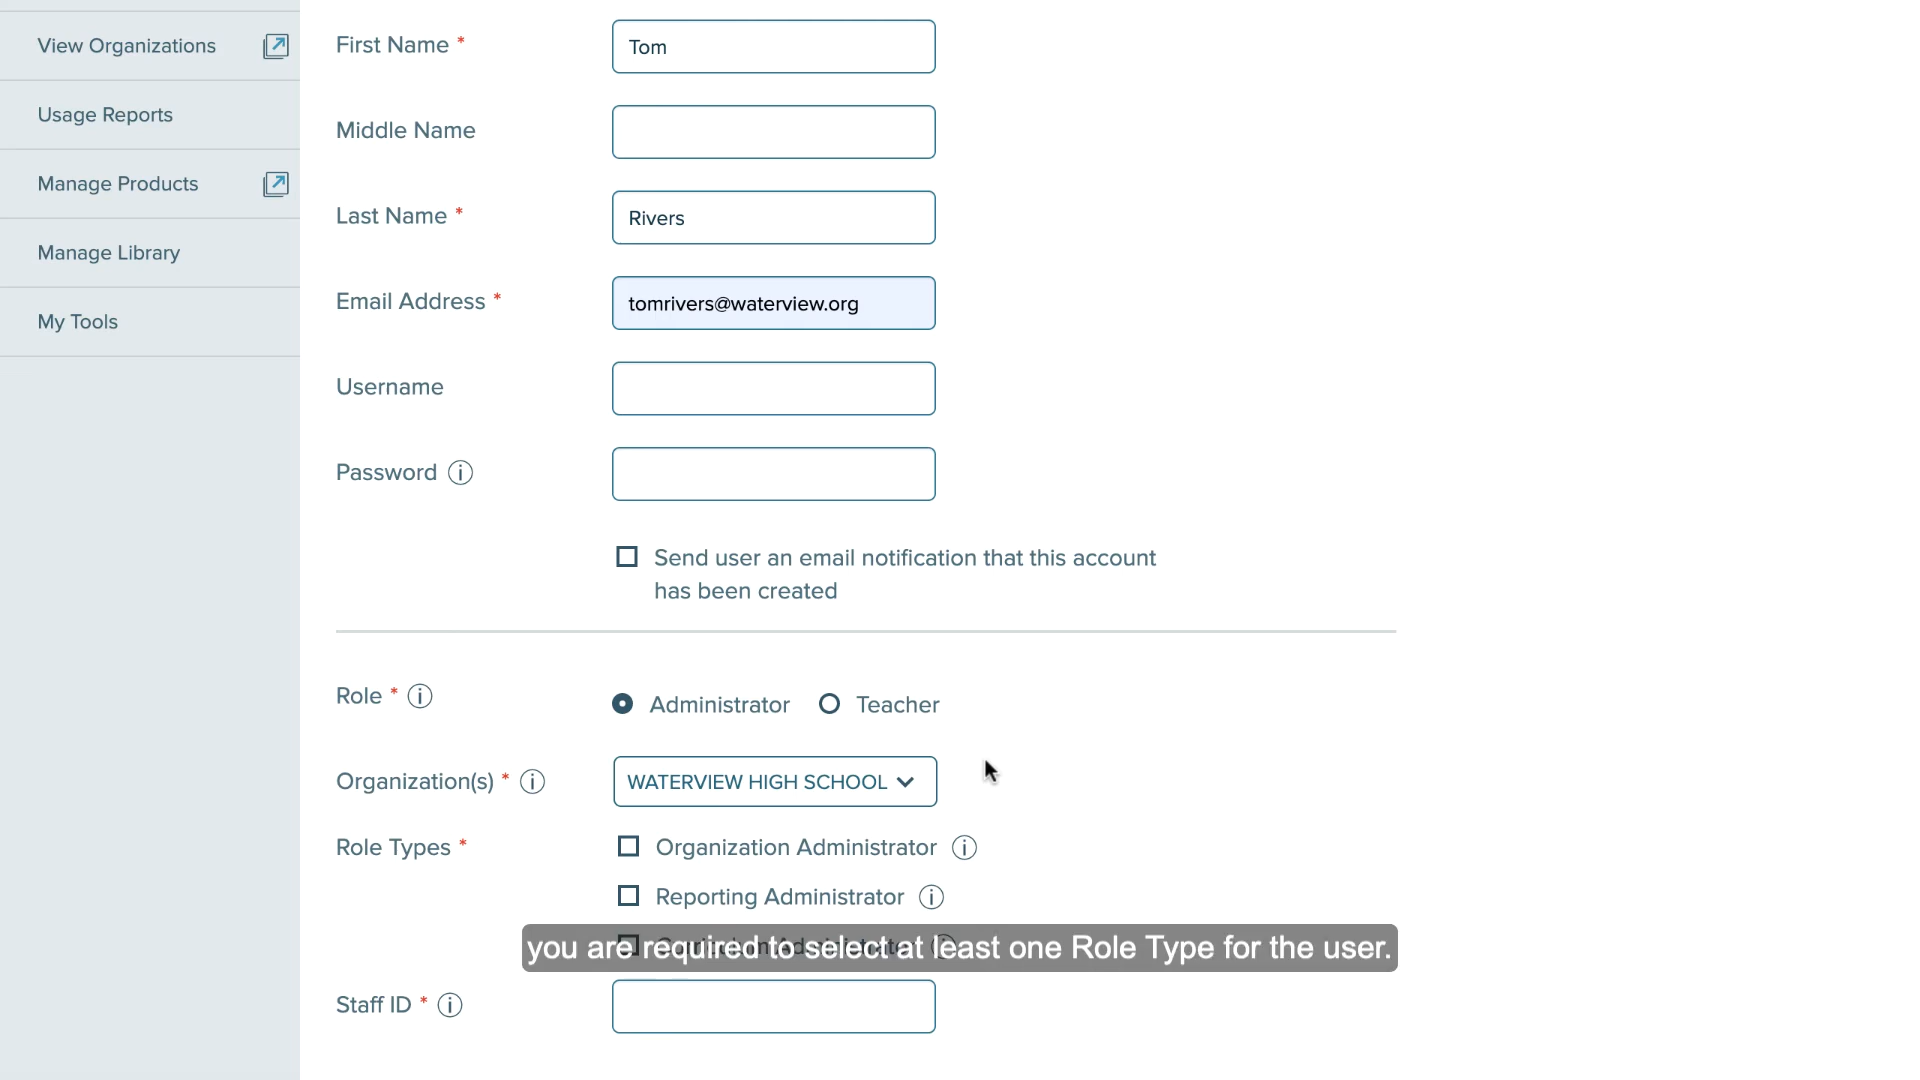 View Organizations
Usage Reports
Manage Products
Manage Library
My Tools
First Name *
Tom
Middle Name
Last Name *
Rivers
Email Address *
tomrivers@waterview.org
Username
Password
Send user an email notification that this account
has been created
Role *
Administrator
Teacher
Organization(s) *
WATERVIEW HIGH SCHOOL
Role Types *
Organization Administrator
Reporting Administrator
you are required to select at least one Role Type for the user.
Staff ID *